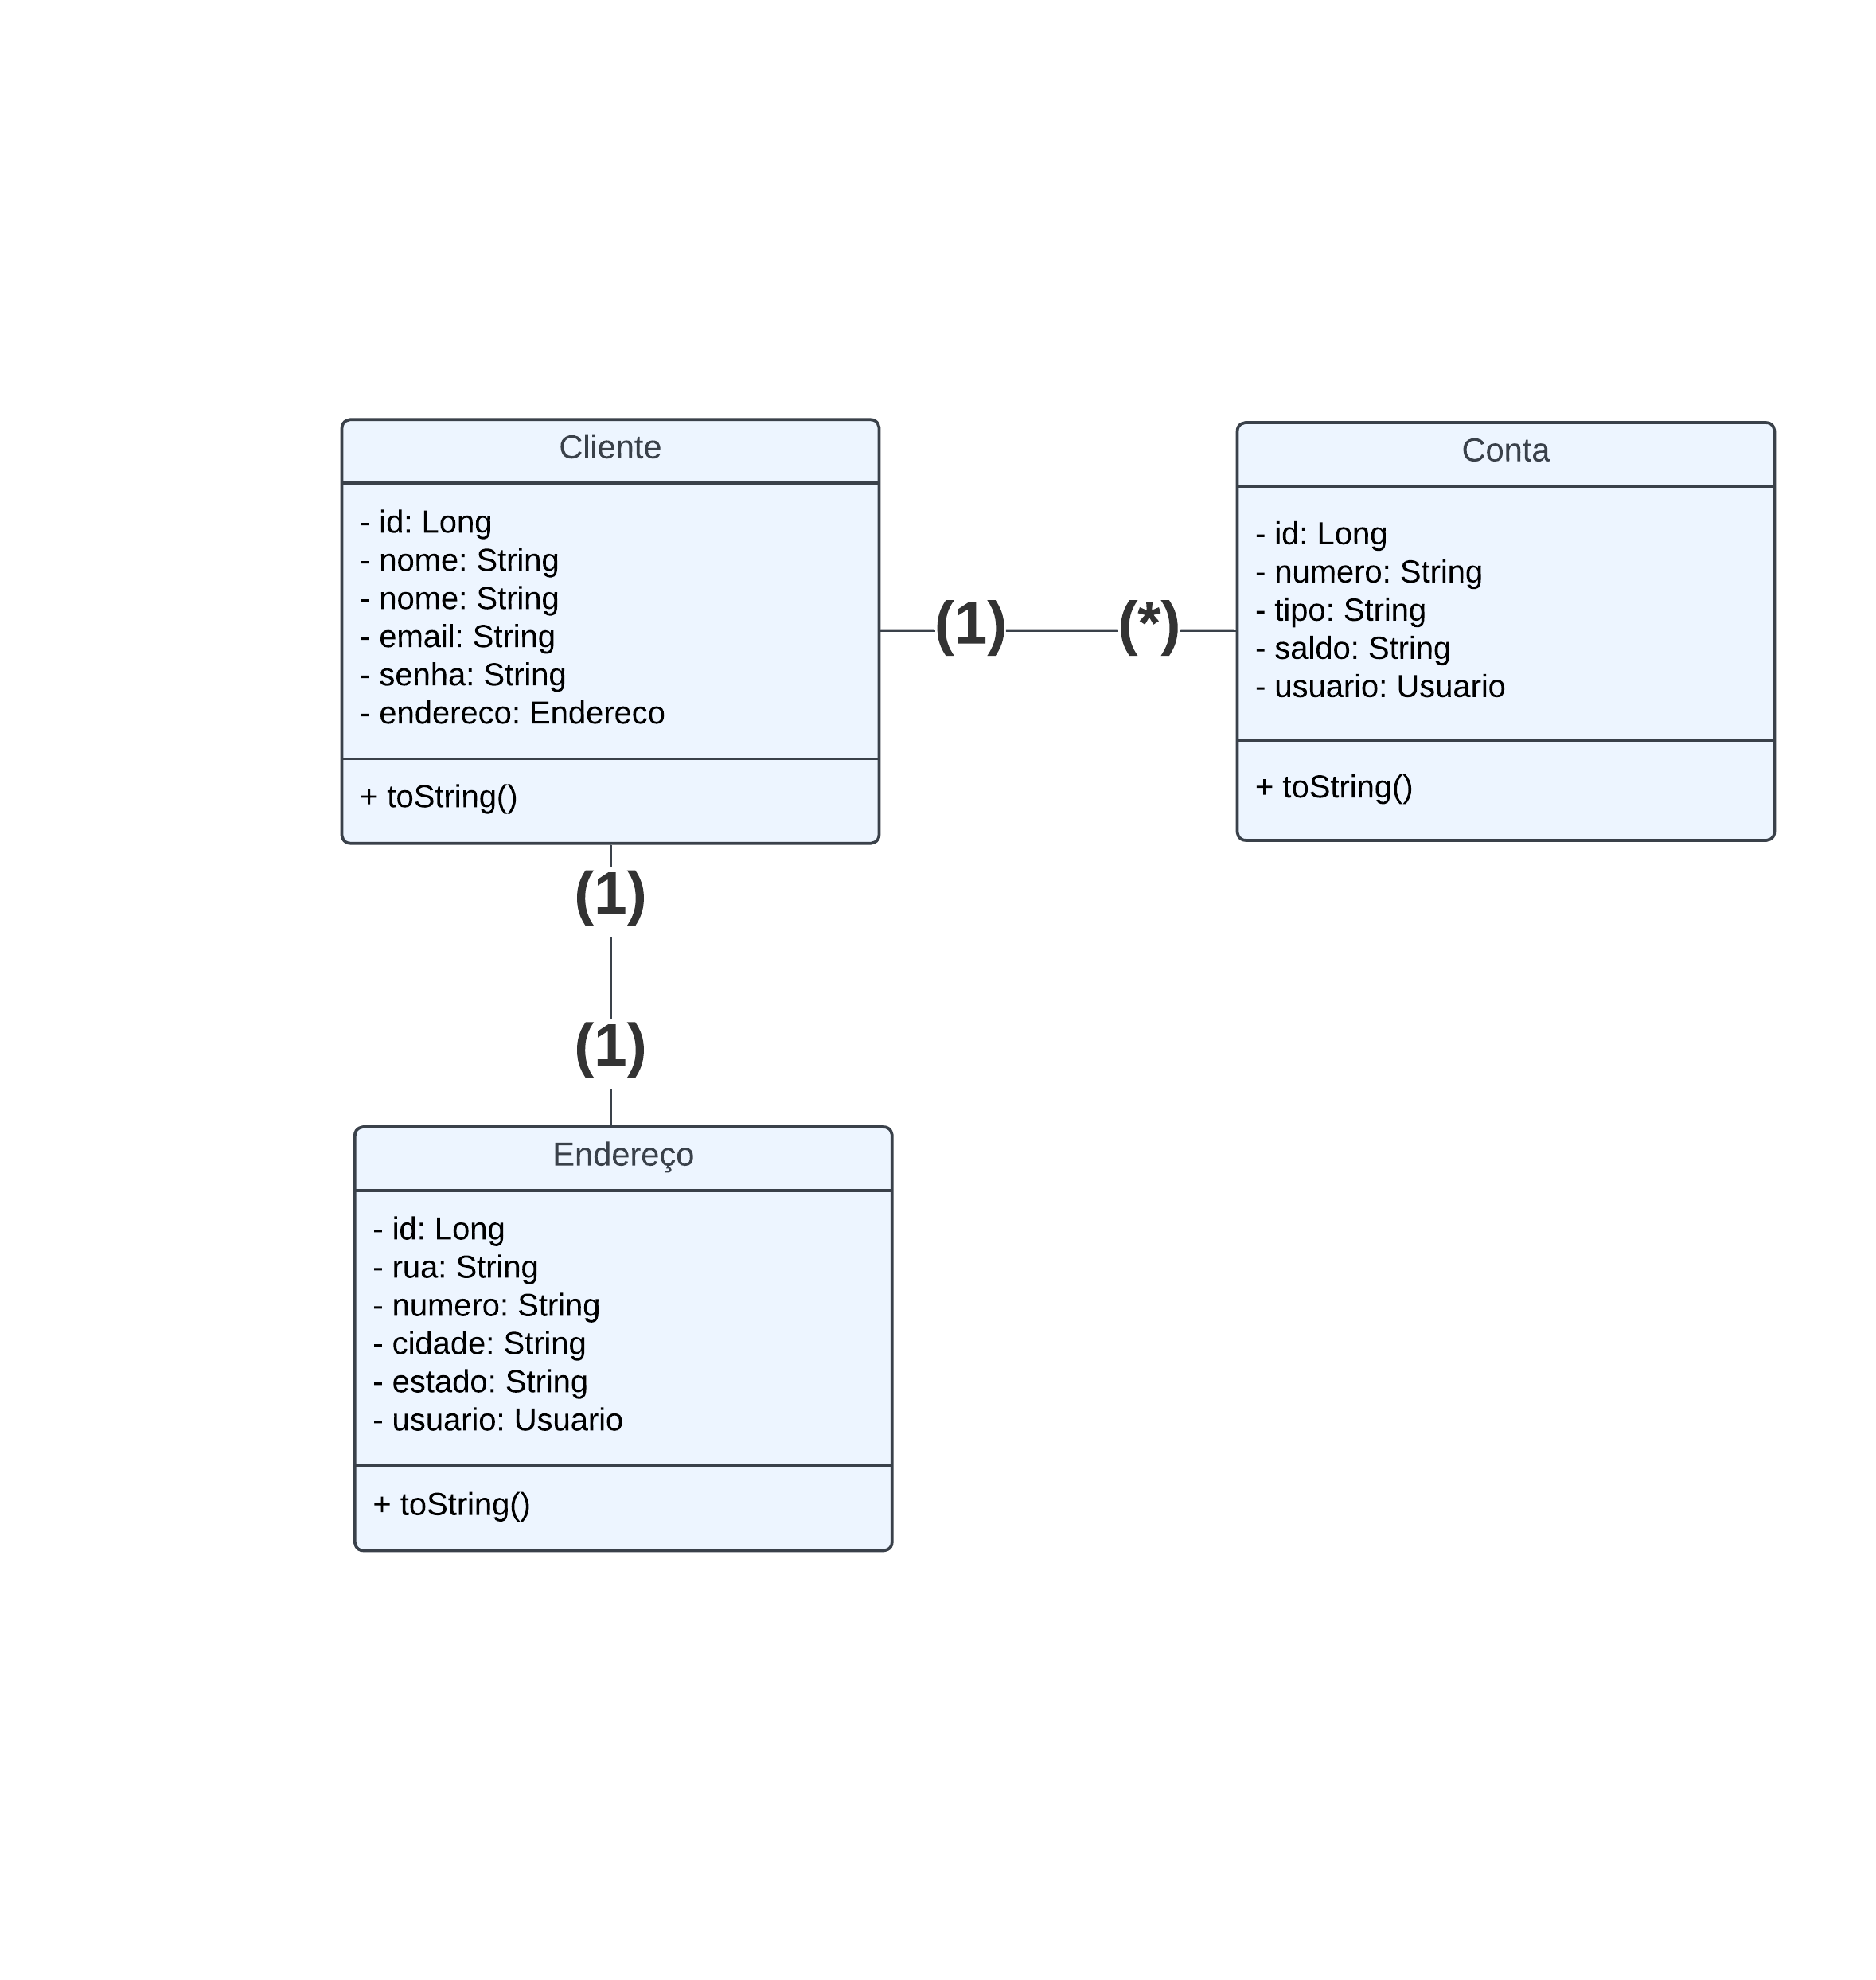 Cliente
- id: Long
- nome: String
- nome: String
- email: String
- senha: String
- endereco: Endereco
+ toString()
(1)
(*)
Conta
- id: Long
- numero: String
- tipo: String
- saldo: String
- usuario: Usuario
+ toString()
(1)
(1)
Endereço
- id: Long
- rua: String
- numero: String
- cidade: String
- estado: String
- usuario: Usuario
+ toString()